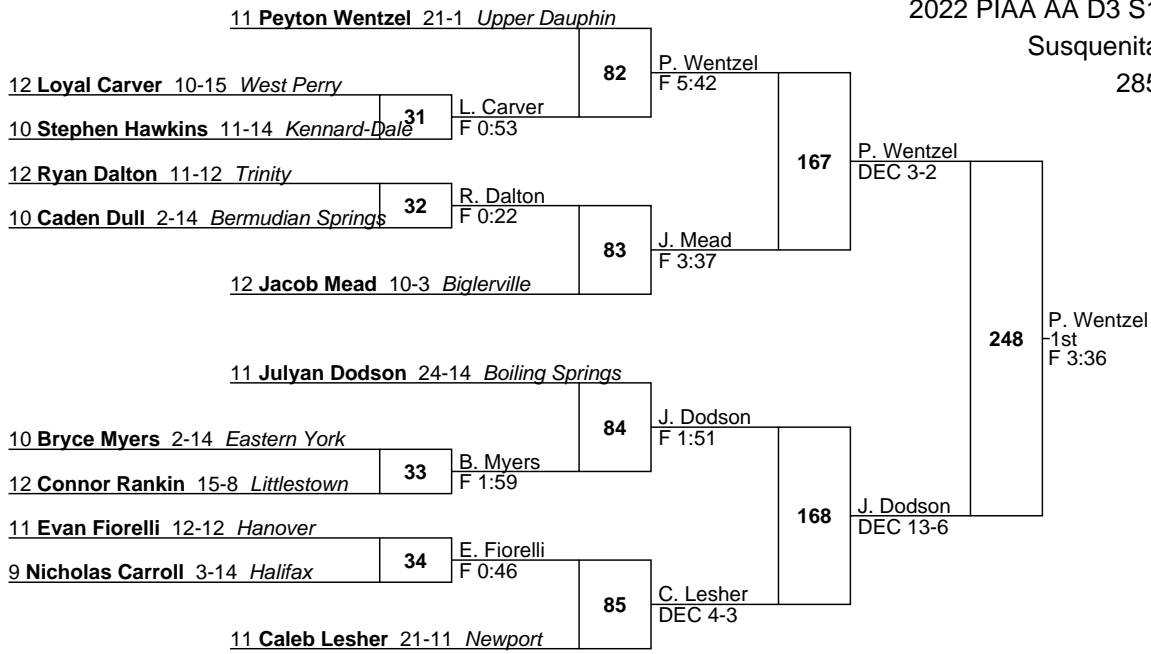 2022 PIAA AA D3 S1
Susquenita
285
11 Peyton Wentzel 21-1 Upper Dauphin
82
P. Wentzel
F 5:42
12 Loyal Carver 10-15 West Perry
31
L. Carver
F 0:53
10 Stephen Hawkins 11-14 Kennard-Dale
167
P. Wentzel
DEC 3-2
12 Ryan Dalton 11-12 Trinity
32
R. Dalton
F 0:22
10 Caden Dull 2-14 Bermudian Springs
83
J. Mead
F 3:37
12 Jacob Mead 10-3 Biglerville
248
P. Wentzel
1st
F 3:36
11 Julyan Dodson 24-14 Boiling Springs
84
J. Dodson
F 1:51
10 Bryce Myers 2-14 Eastern York
33
B. Myers
F 1:59
12 Connor Rankin 15-8 Littlestown
168
J. Dodson
DEC 13-6
11 Evan Fiorelli 12-12 Hanover
34
E. Fiorelli
F 0:46
9 Nicholas Carroll 3-14 Halifax
85
C. Lesher
DEC 4-3
11 Caleb Lesher 21-11 Newport